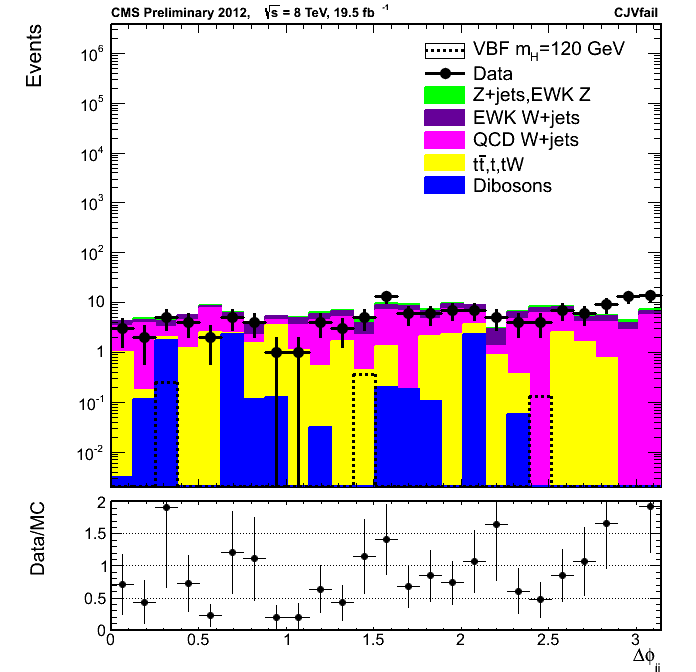 CMS Preliminary 2012, √s = 8 TeV, 19.5 fb⁻¹ CJVfail
Events
VBF m_H=120 GeV
Data
Z+jets,EWK Z
EWK W+jets
QCD W+jets
tt̄,t,tW
Dibosons
10⁶
10⁵
10⁴
10³
10²
10
1
10⁻¹
10⁻²
Data/MC
2
1.5
1
0.5
0
0 0.5 1 1.5 2 2.5 3
Δϕ_jj